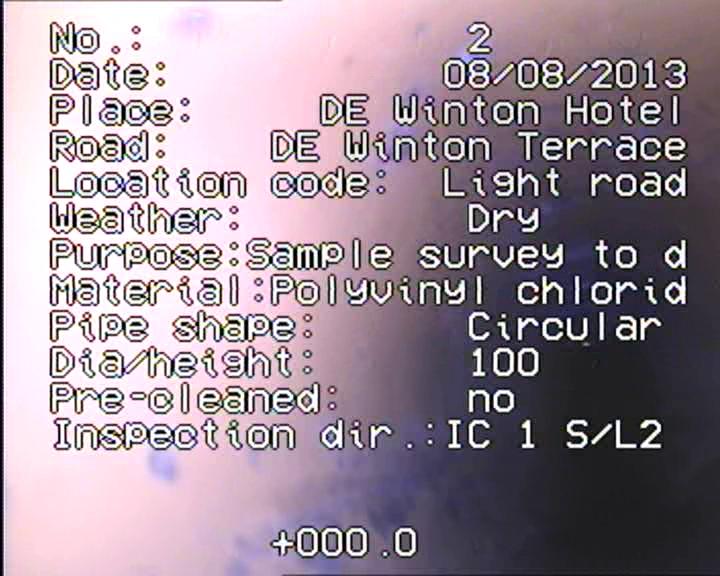 No.: 2
Date: 08/08/2013
Place: DE Winton Hotel
Road: DE Winton Terrace
Location code: Light road
Weather: Dry
Purpose:Sample survey to d
Material:Polyvinyl chlorid
Pipe shape: Circular
Dia/height: 100
Pre-cleaned: no
Inspection dir.:IC 1 S/L2
+000.0